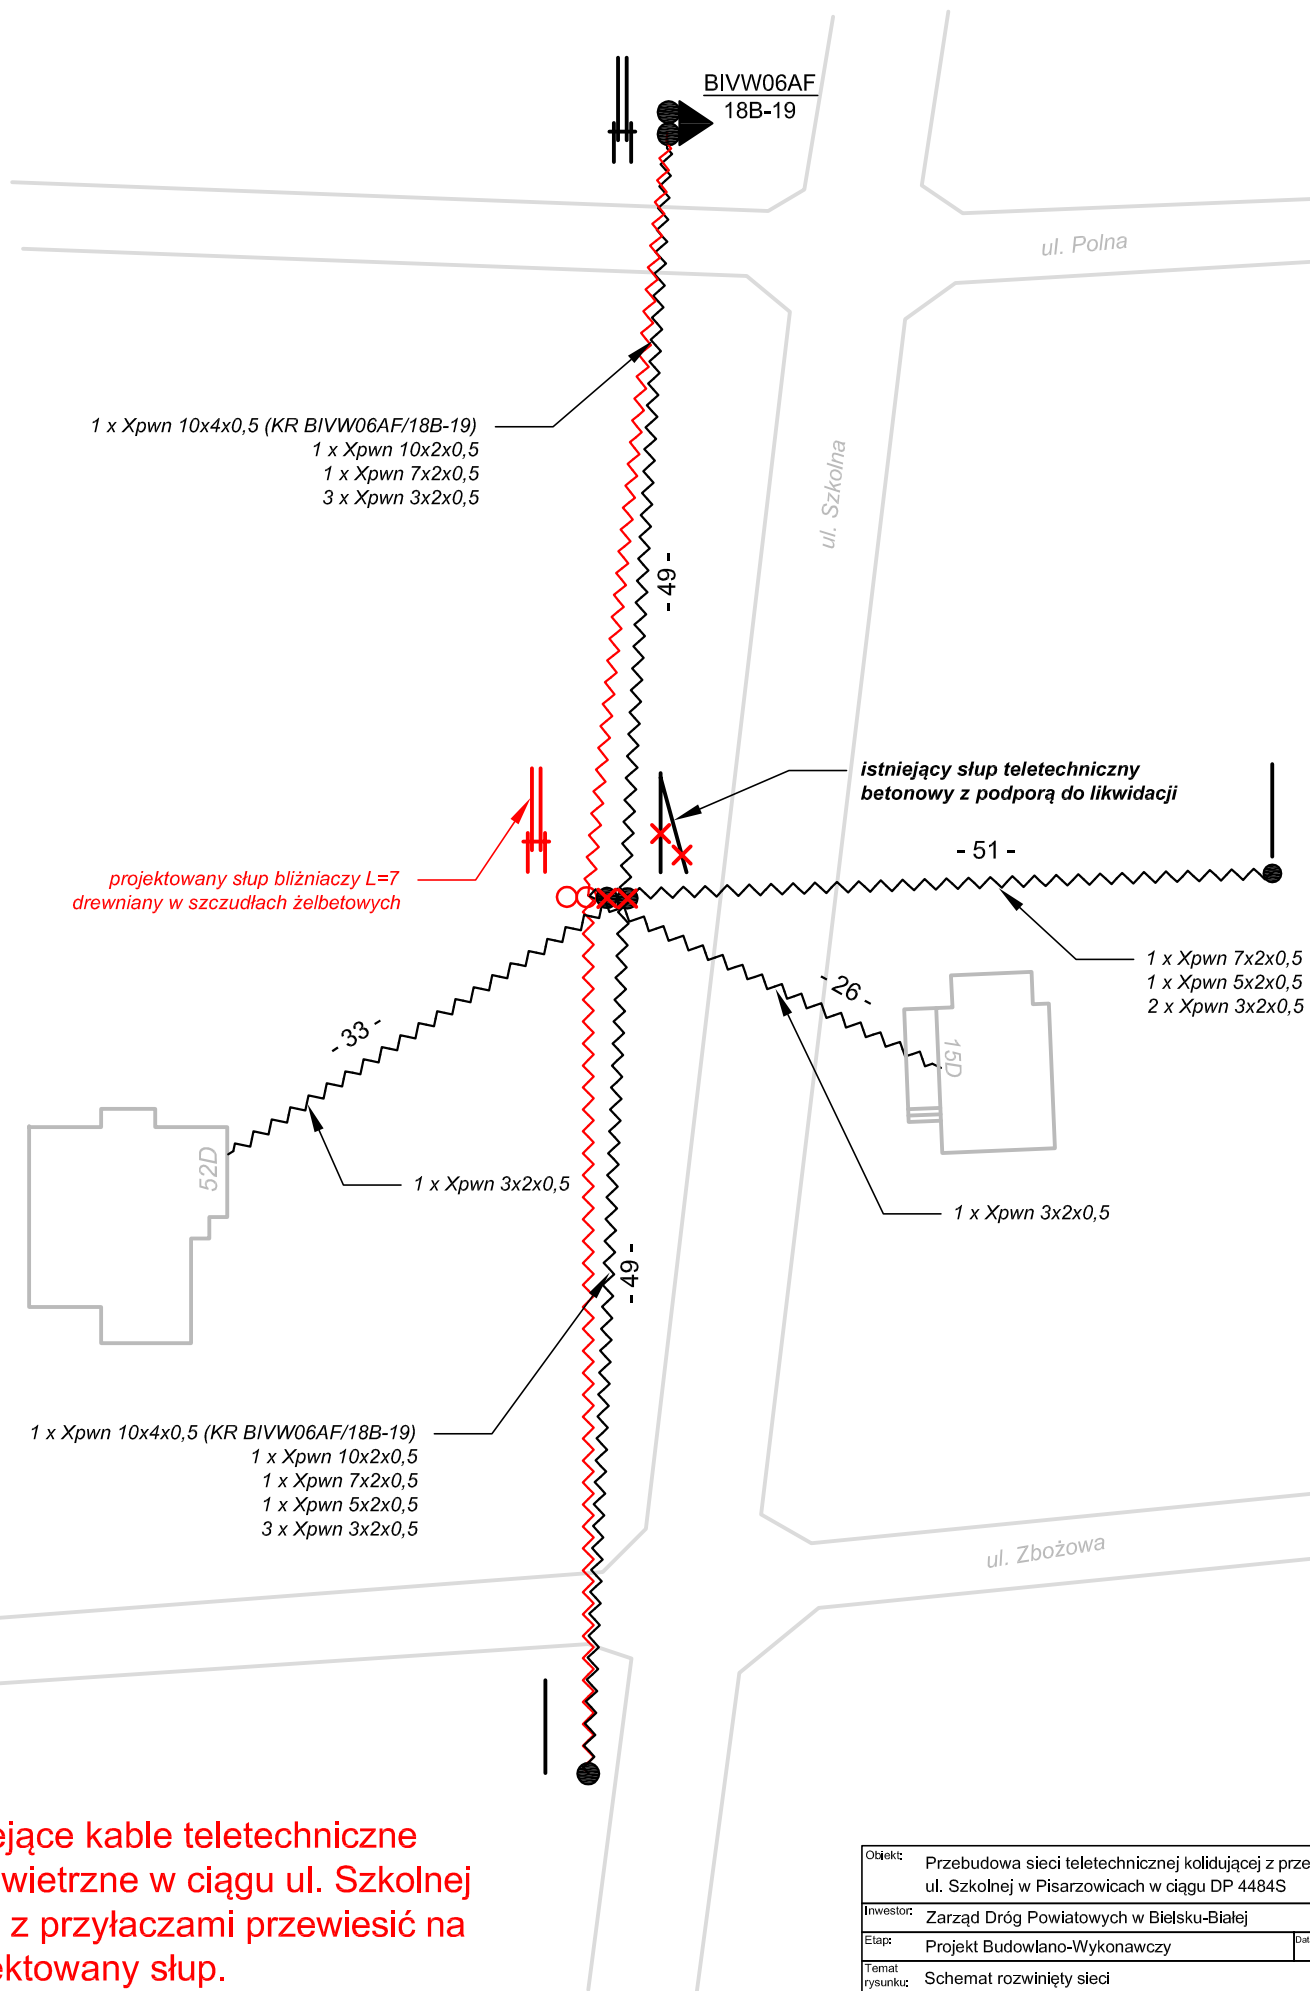 BIVW06AF
18B-19
ul. Polna
1 x Xpwn 10x4x0,5 (KR BIVW06AF/18B-19)
1 x Xpwn 10x2x0,5
1 x Xpwn 7x2x0,5
3 x Xpwn 3x2x0,5
ul. Szkolna
- 49 -
istniejący słup teletechniczny
betonowy z podporą do likwidacji
- 51 -
projektowany słup bliźniaczy L=7
drewniany w szczudłach żelbetowych
1 x Xpwn 7x2x0,5
1 x Xpwn 5x2x0,5
2 x Xpwn 3x2x0,5
- 26 -
- 33 -
15D
52D
1 x Xpwn 3x2x0,5
1 x Xpwn 3x2x0,5
- 49 -
1 x Xpwn 10x4x0,5 (KR BIVW06AF/18B-19)
1 x Xpwn 10x2x0,5
1 x Xpwn 7x2x0,5
1 x Xpwn 5x2x0,5
3 x Xpwn 3x2x0,5
ul. Zbożowa
ejące kable teletechniczne
wietrzne w ciągu ul. Szkolnej
z przyłaczami przewiesić na
ektowany słup.
Obiekt: Przebudowa sieci teletechnicznej kolidującej z prze
ul. Szkolnej w Pisarzowicach w ciągu DP 4484S
Inwestor: Zarząd Dróg Powiatowych w Bielsku-Białej
Etap: Projekt Budowlano-Wykonawczy Dat
Temat rysunku: Schemat rozwinięty sieci